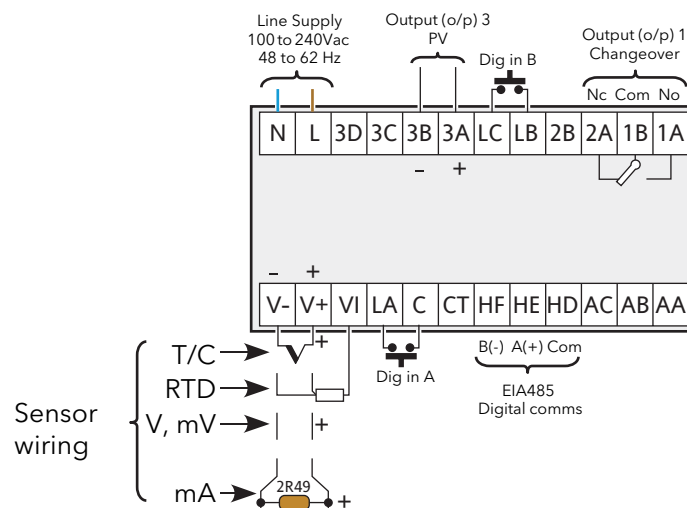 Line Supply
100 to 240Vac
48 to 62 Hz
Output (o/p) 3
PV
Dig in B
Output (o/p) 1
Changeover
Nc Com No
N L 3D 3C 3B 3A LC LB 2B 2A 1B 1A
– +
– +
V- V+ VI LA C CT HF HE HD AC AB AA
T/C +
RTD
V, mV +
mA 2R49 +
Sensor
wiring
Dig in A
B(-) A(+) Com
EIA485
Digital comms